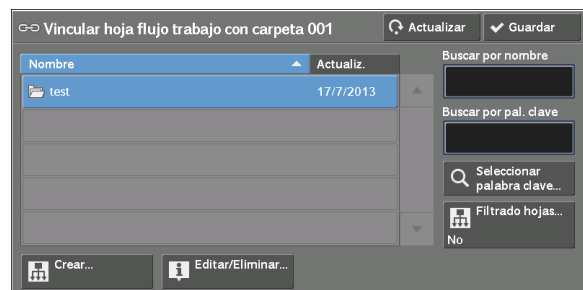 Vincular hoja flujo trabajo con carpeta 001
Actualizar
Guardar
Nombre
Actualiz.
test
17/7/2013
Buscar por nombre
Buscar por pal. clave
Seleccionar
palabra clave...
Filtrado hojas...
No
Crear...
Editar/Eliminar...